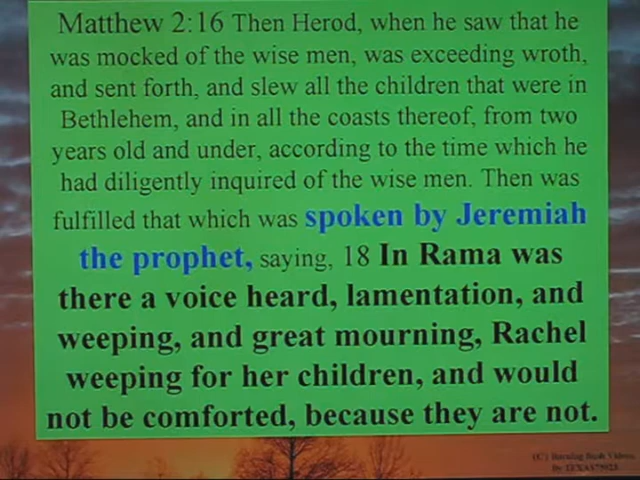 Matthew 2:16 Then Herod, when he saw that he
was mocked of the wise men, was exceeding wroth,
and sent forth, and slew all the children that were in
Bethlehem, and in all the coasts thereof, from two
years old and under, according to the time which he
had diligently inquired of the wise men. Then was
fulfilled that which was spoken by Jeremiah
the prophet, saying, 18 In Rama was
there a voice heard, lamentation, and
weeping, and great mourning, Rachel
weeping for her children, and would
not be comforted, because they are not.
(C) Burning Bush Videos
By